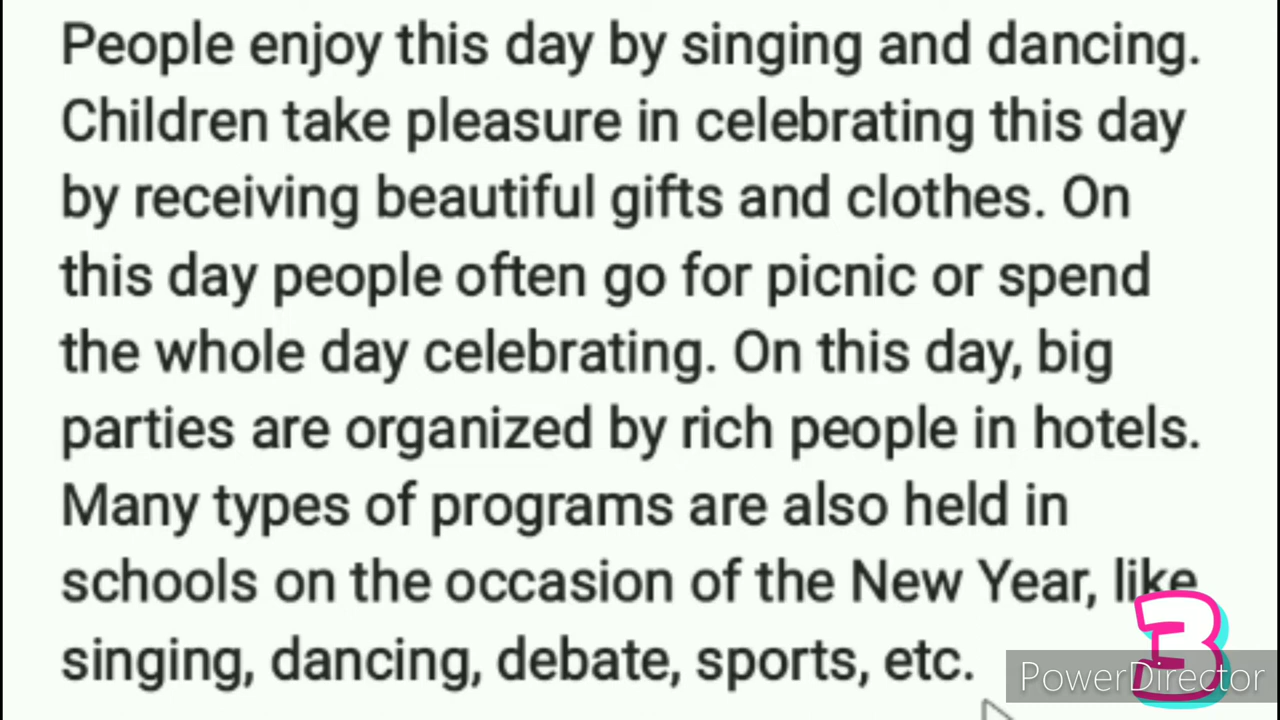 People enjoy this day by singing and dancing.
Children take pleasure in celebrating this day
by receiving beautiful gifts and clothes. On
this day people often go for picnic or spend
the whole day celebrating. On this day, big
parties are organized by rich people in hotels.
Many types of programs are also held in
schools on the occasion of the New Year, like
singing, dancing, debate, sports, etc.
3
PowerDirector